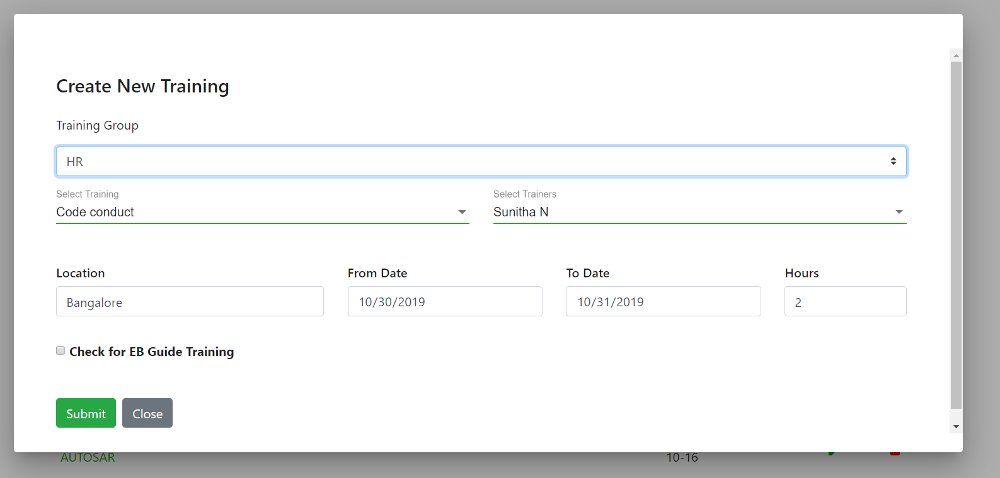 Create New Training
Training Group
HR
Select Training
Select Trainers
Code conduct
Sunitha N
Location
From Date
To Date
Hours
Bangalore
10/30/2019
10/31/2019
2
Check for EB Guide Training
Submit
Close
AUTOSAR
10-16